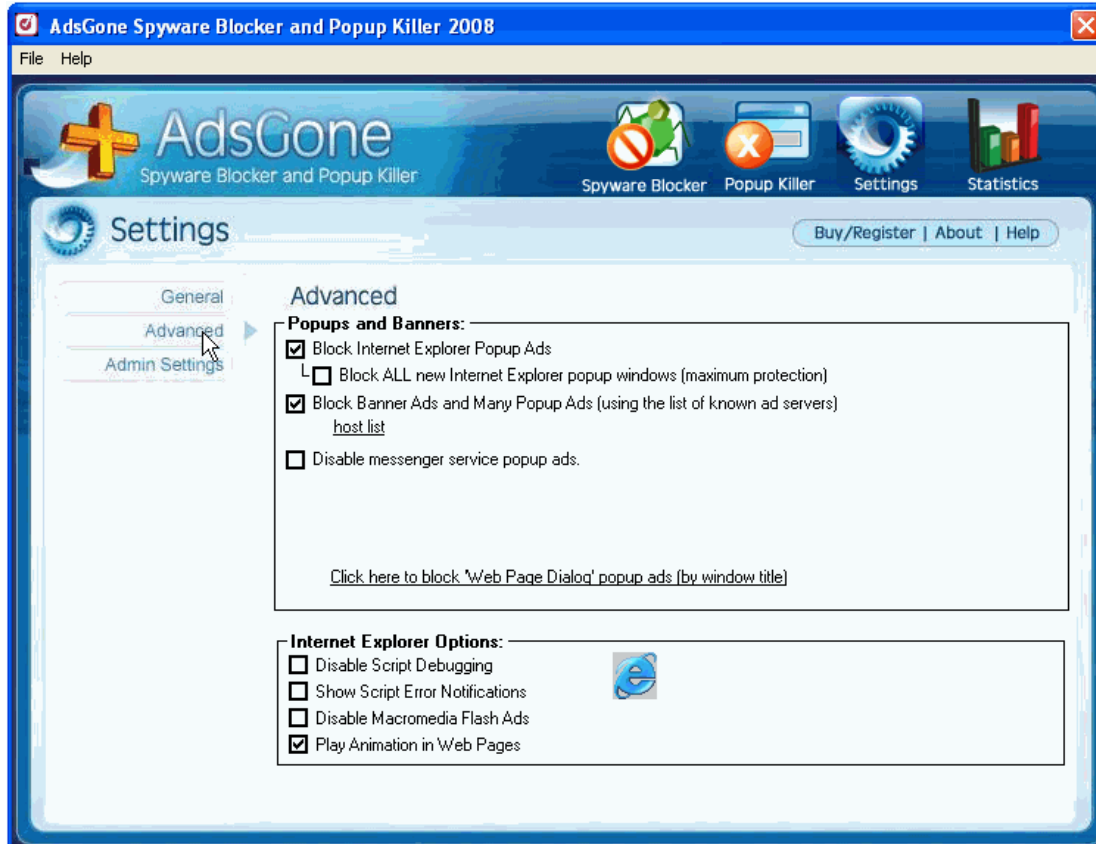 AdsGone Spyware Blocker and Popup Killer 2008
File Help
AdsGone
Spyware Blocker and Popup Killer
Spyware Blocker Popup Killer Settings Statistics
Settings
Buy/Register | About | Help
General
Advanced
Admin Settings
Advanced
Popups and Banners:
Block Internet Explorer Popup Ads
Block ALL new Internet Explorer popup windows (maximum protection)
Block Banner Ads and Many Popup Ads (using the list of known ad servers)
host list
Disable messenger service popup ads.
Click here to block 'Web Page Dialog' popup ads (by window title)
Internet Explorer Options:
Disable Script Debugging
Show Script Error Notifications
Disable Macromedia Flash Ads
Play Animation in Web Pages